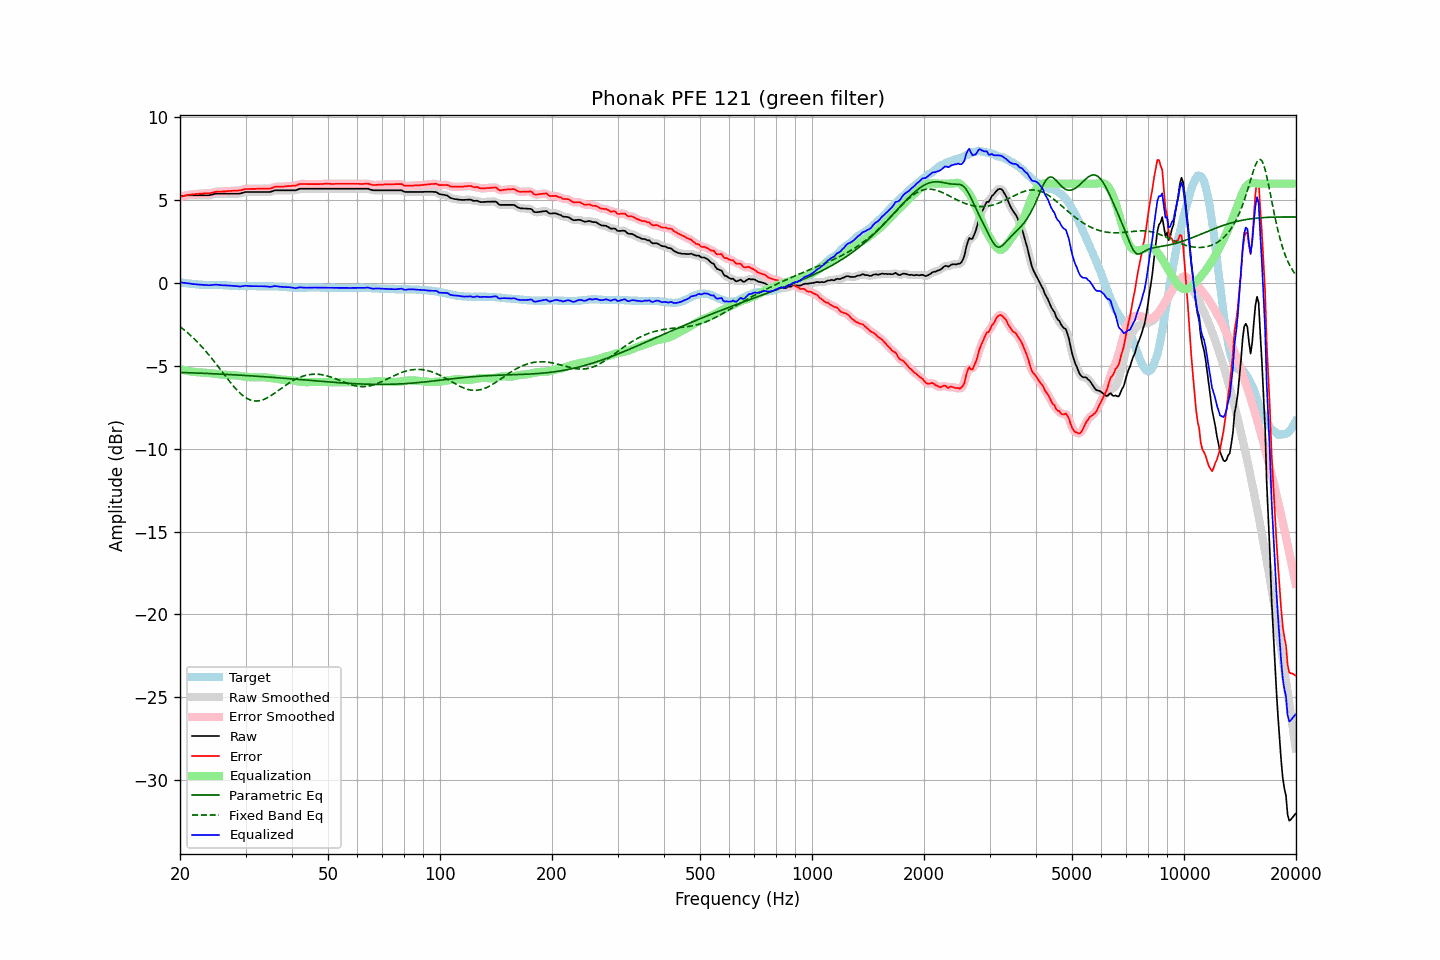 Phonak PFE 121 (green filter)
Amplitude (dBr)
10
5
0
−5
−10
−15
−20
−25
−30
Target
Raw Smoothed
Error Smoothed
Raw
Error
Equalization
Parametric Eq
Fixed Band Eq
Equalized
20 50 100 200 500 1000 2000 5000 10000 20000
Frequency (Hz)